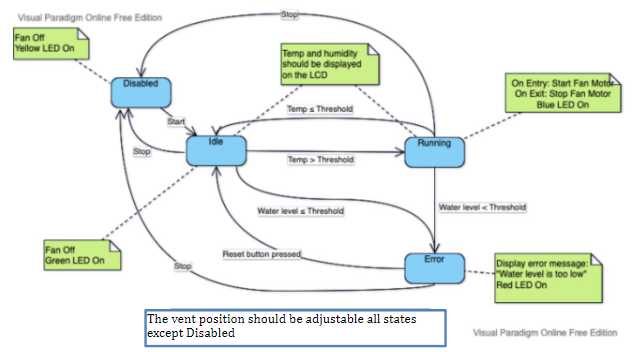 Visual Paradigm Online Free Edition
Stop
Fan Off
Yellow LED On
Temp and humidity
should be displayed
on the LCD
Disabled
On Entry: Start Fan Motor
On Exit: Stop Fan Motor
Blue LED On
Temp ≤ Threshold
Start
Idle
Running
Stop
Temp > Threshold
Water level ≤ Threshold
Water level < Threshold
Fan Off
Green LED On
Reset button pressed
Stop
Error
Display error message:
"Water level is too low"
Red LED On
The vent position should be adjustable all states
except Disabled
Visual Paradigm Online Free Edition